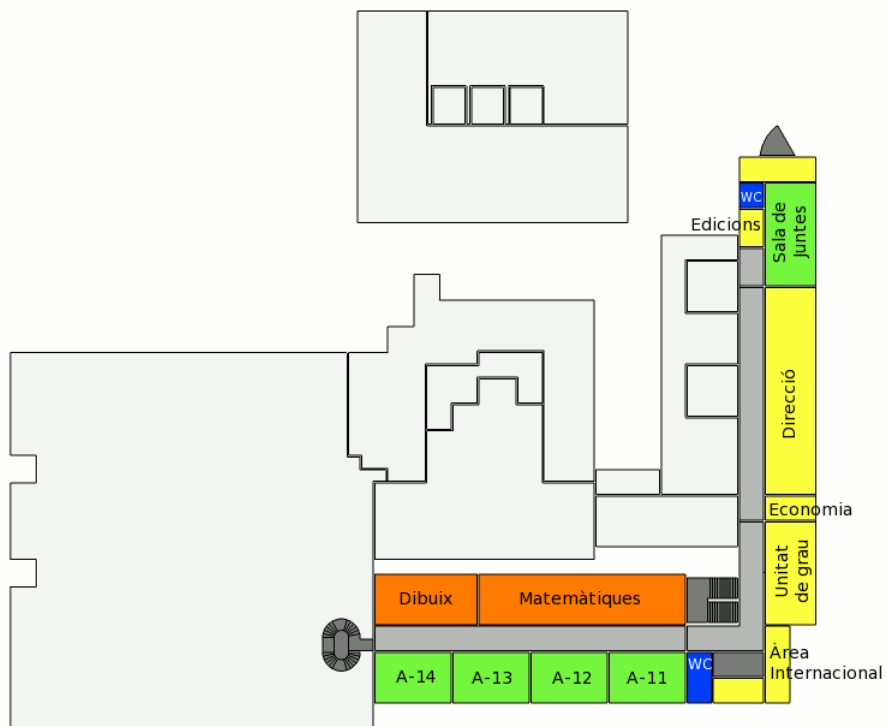 WC
Edicions
Sala de
Juntes
Direcció
Economia
Unitat
de grau
Dibuix
Matemàtiques
Àrea
Internacional
A-14
A-13
A-12
A-11
WC